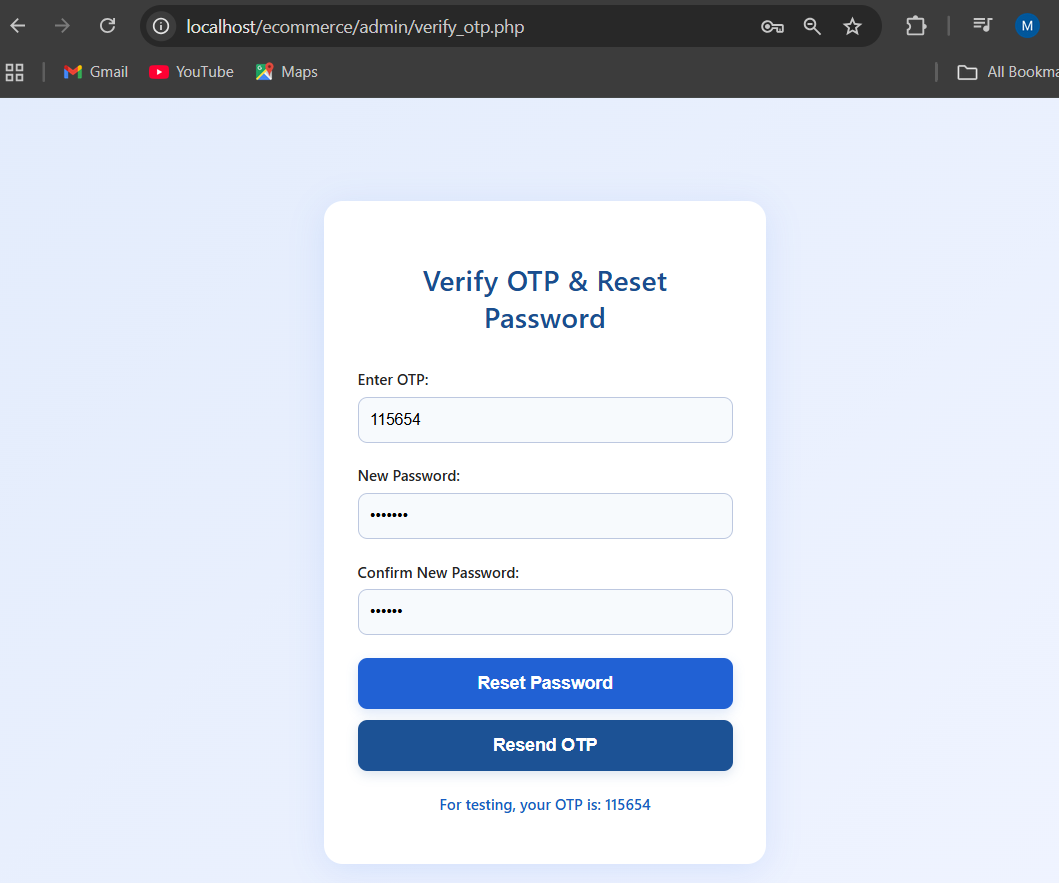 localhost/ecommerce/admin/verify_otp.php
M
Gmail
YouTube
Maps
All Bookma
Verify OTP & Reset
Password
Enter OTP:
115654
New Password:
•••••••
Confirm New Password:
••••••
Reset Password
Resend OTP
For testing, your OTP is: 115654